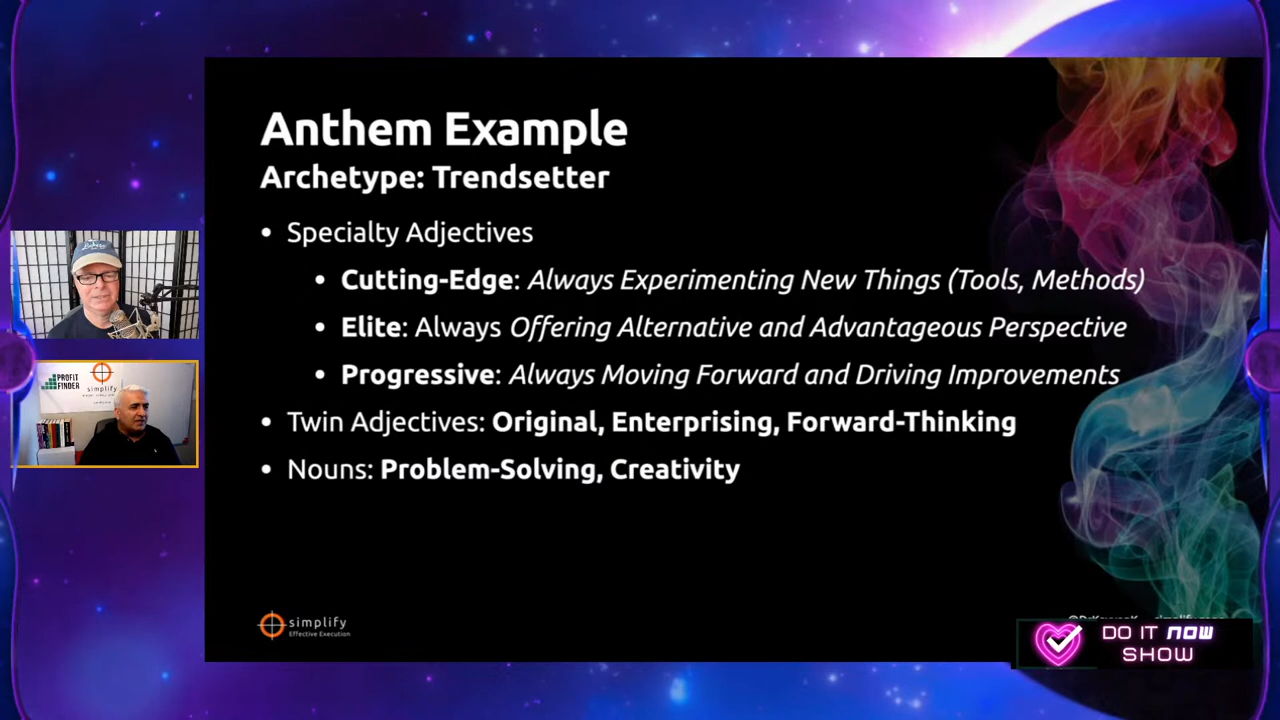 Anthem Example
Archetype: Trendsetter
• Specialty Adjectives
• Cutting-Edge: Always Experimenting New Things (Tools, Methods)
• Elite: Always Offering Alternative and Advantageous Perspective
• Progressive: Always Moving Forward and Driving Improvements
• Twin Adjectives: Original, Enterprising, Forward-Thinking
• Nouns: Problem-Solving, Creativity
PROFIT
FINDER
simplify
simplify
Effective Execution
DO IT NOW
SHOW